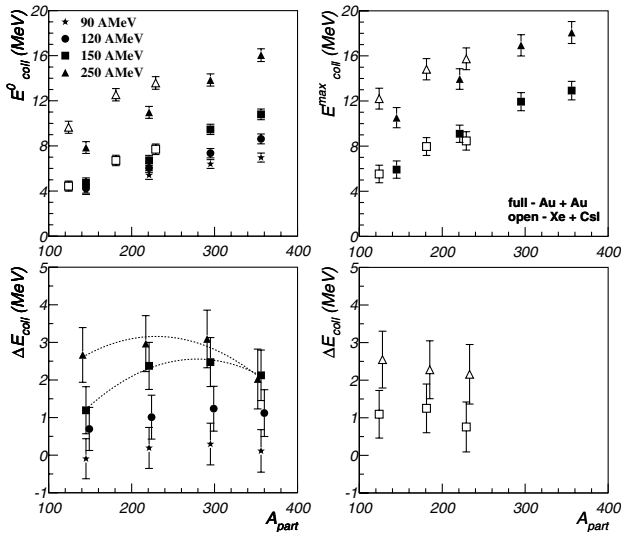 E⁰coll (MeV)
20
16
12
8
4
0
100 200 300 400
90 AMeV
120 AMeV
150 AMeV
250 AMeV
Emax coll (MeV)
20
16
12
8
4
0
100 200 300 400
full - Au + Au
open - Xe + CsI
ΔEcoll (MeV)
5
4
3
2
1
0
-1
100 200 300 400
Apart
ΔEcoll (MeV)
5
4
3
2
1
0
-1
100 200 300 400
Apart